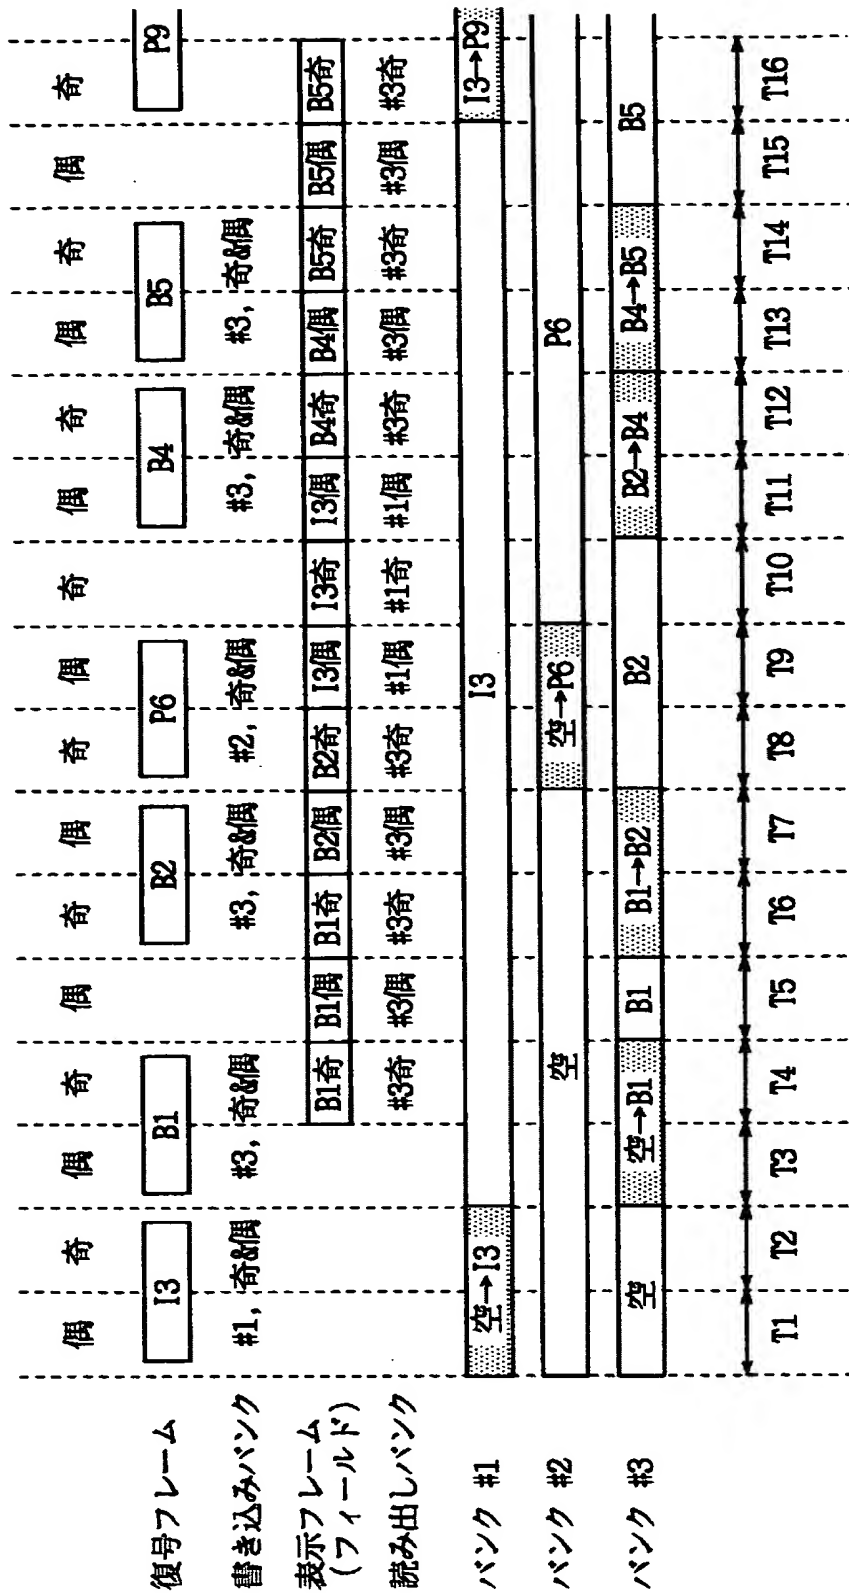 偶 奇 偶 奇 偶 奇 偶 奇 偶 奇 偶 奇 偶 奇 偶 奇
復号フレーム I3 B1 B2 P6 B4 B5 P9
書き込みバンク #1, 奇&偶 #3, 奇&偶 #3, 奇&偶 #2, 奇&偶 #3, 奇&偶 #3, 奇&偶
表示フレーム B1奇 B1偶 B1奇 B2偶 B2奇 I3偶 I3奇 I3偶 B4奇 B4偶 B5奇 B5偶 B5奇
(フィールド)
読み出しバンク #3奇 #3偶 #3奇 #3偶 #3奇 #1偶 #1奇 #1偶 #3奇 #3偶 #3奇 #3偶 #3奇
バンク #1 空→I3 I3 I3→P9
バンク #2 空 空→P6 P6
バンク #3 空 空→B1 B1 B1→B2 B2 B2→B4 B4→B5 B5
T1 T2 T3 T4 T5 T6 T7 T8 T9 T10 T11 T12 T13 T14 T15 T16